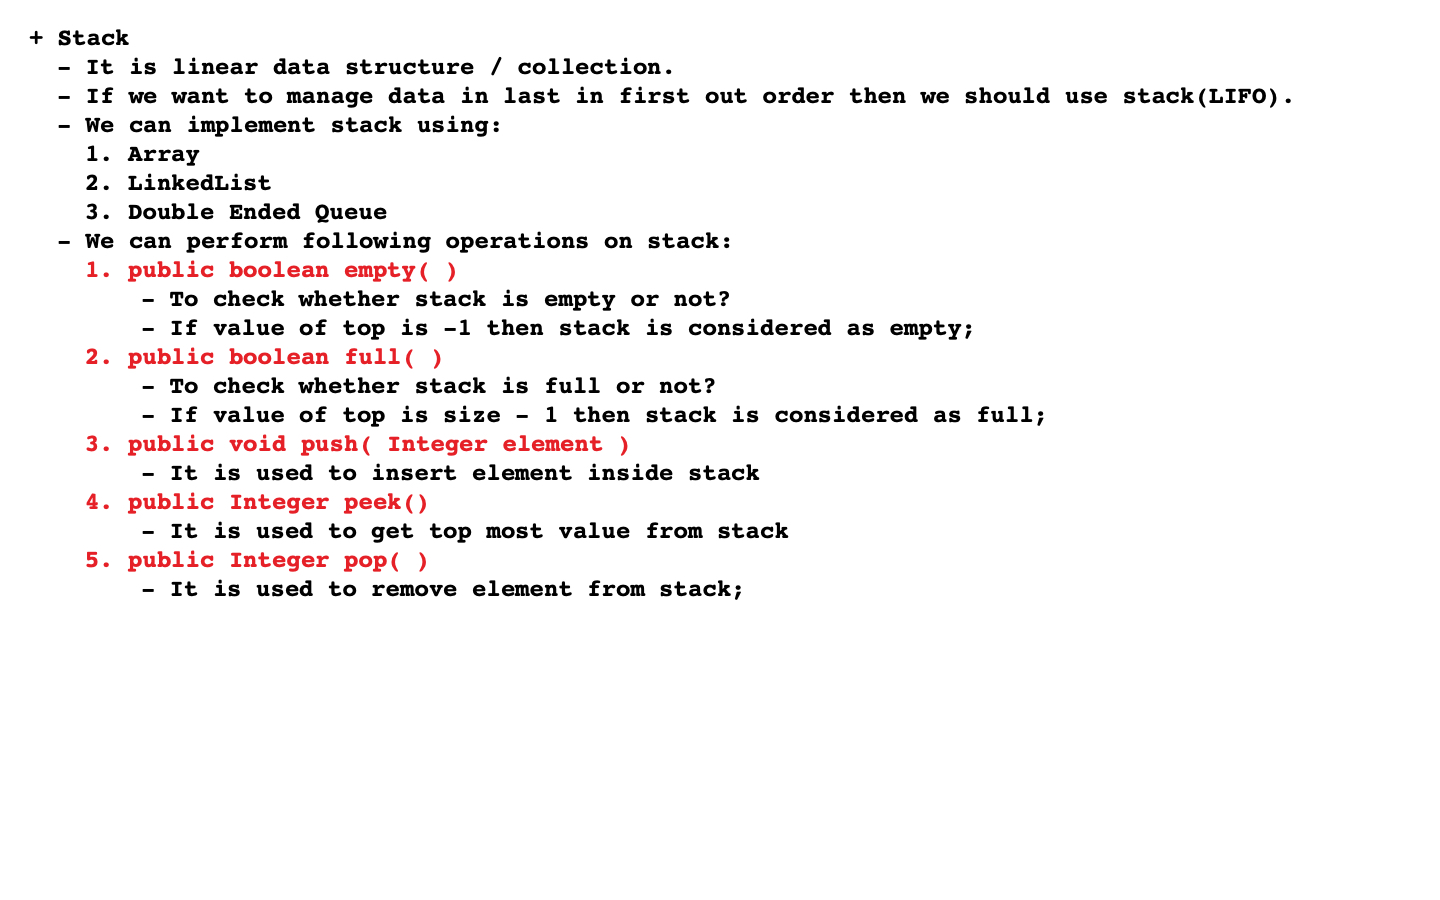 + Stack
- It is linear data structure / collection.
- If we want to manage data in last in first out order then we should use stack(LIFO).
- We can implement stack using:
1. Array
2. LinkedList
3. Double Ended Queue
- We can perform following operations on stack:
1. public boolean empty( )
- To check whether stack is empty or not?
- If value of top is -1 then stack is considered as empty;
2. public boolean full( )
- To check whether stack is full or not?
- If value of top is size - 1 then stack is considered as full;
3. public void push( Integer element )
- It is used to insert element inside stack
4. public Integer peek()
- It is used to get top most value from stack
5. public Integer pop( )
- It is used to remove element from stack;